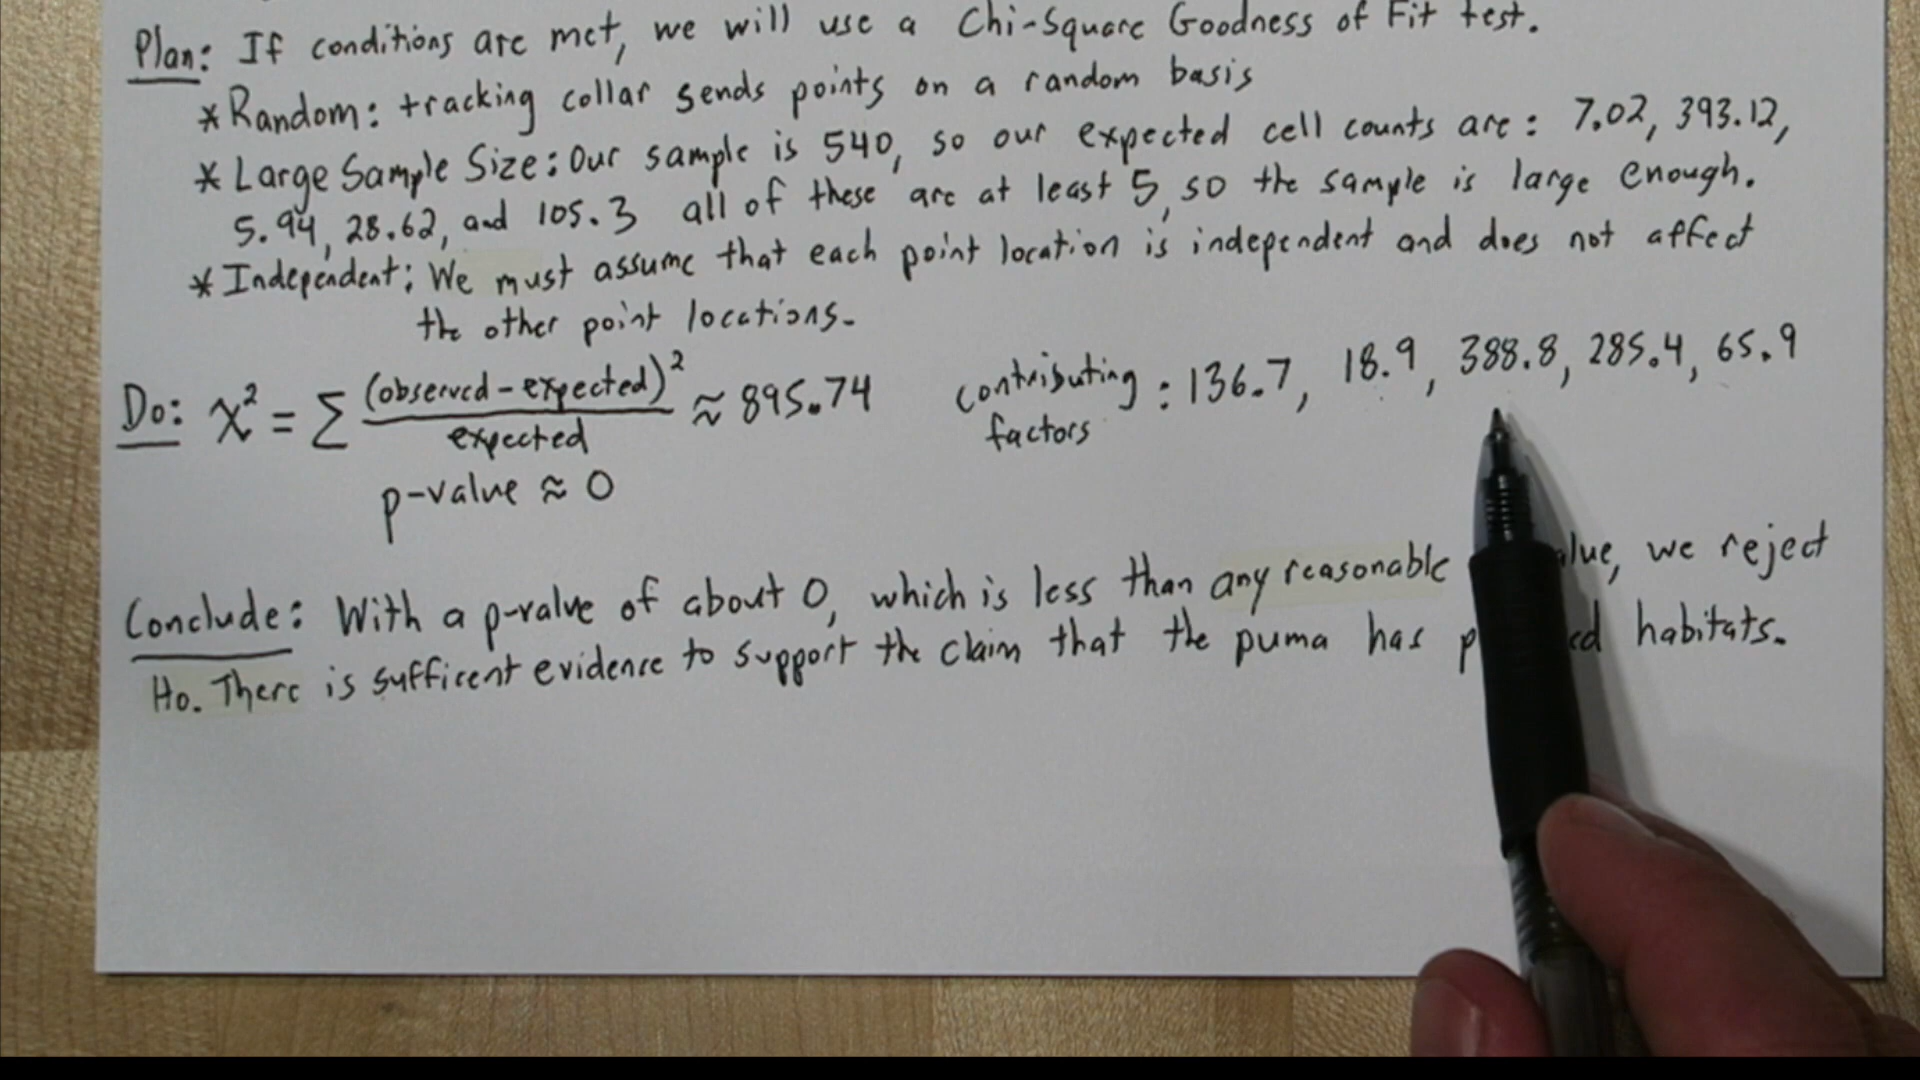 Plan: If conditions are met, we will use a Chi-Square Goodness of Fit test.
* Random: tracking collar sends points on a random basis
* Large Sample Size: Our sample is 540, so our expected cell counts are: 7.02, 393.12,
5.94, 28.62, and 105.3 all of these are at least 5, so the sample is large enough.
* Independent: We must assume that each point location is independent and does not affect
the other point locations.
Do: χ² = Σ (observed - expected)² / expected ≈ 895.74
contributing factors : 136.7, 18.9, 388.8, 285.4, 65.9
p-value ≈ 0
Conclude: With a p-value of about 0, which is less than any reasonable alue, we reject
Ho. There is sufficent evidence to support the claim that the puma has habitats.